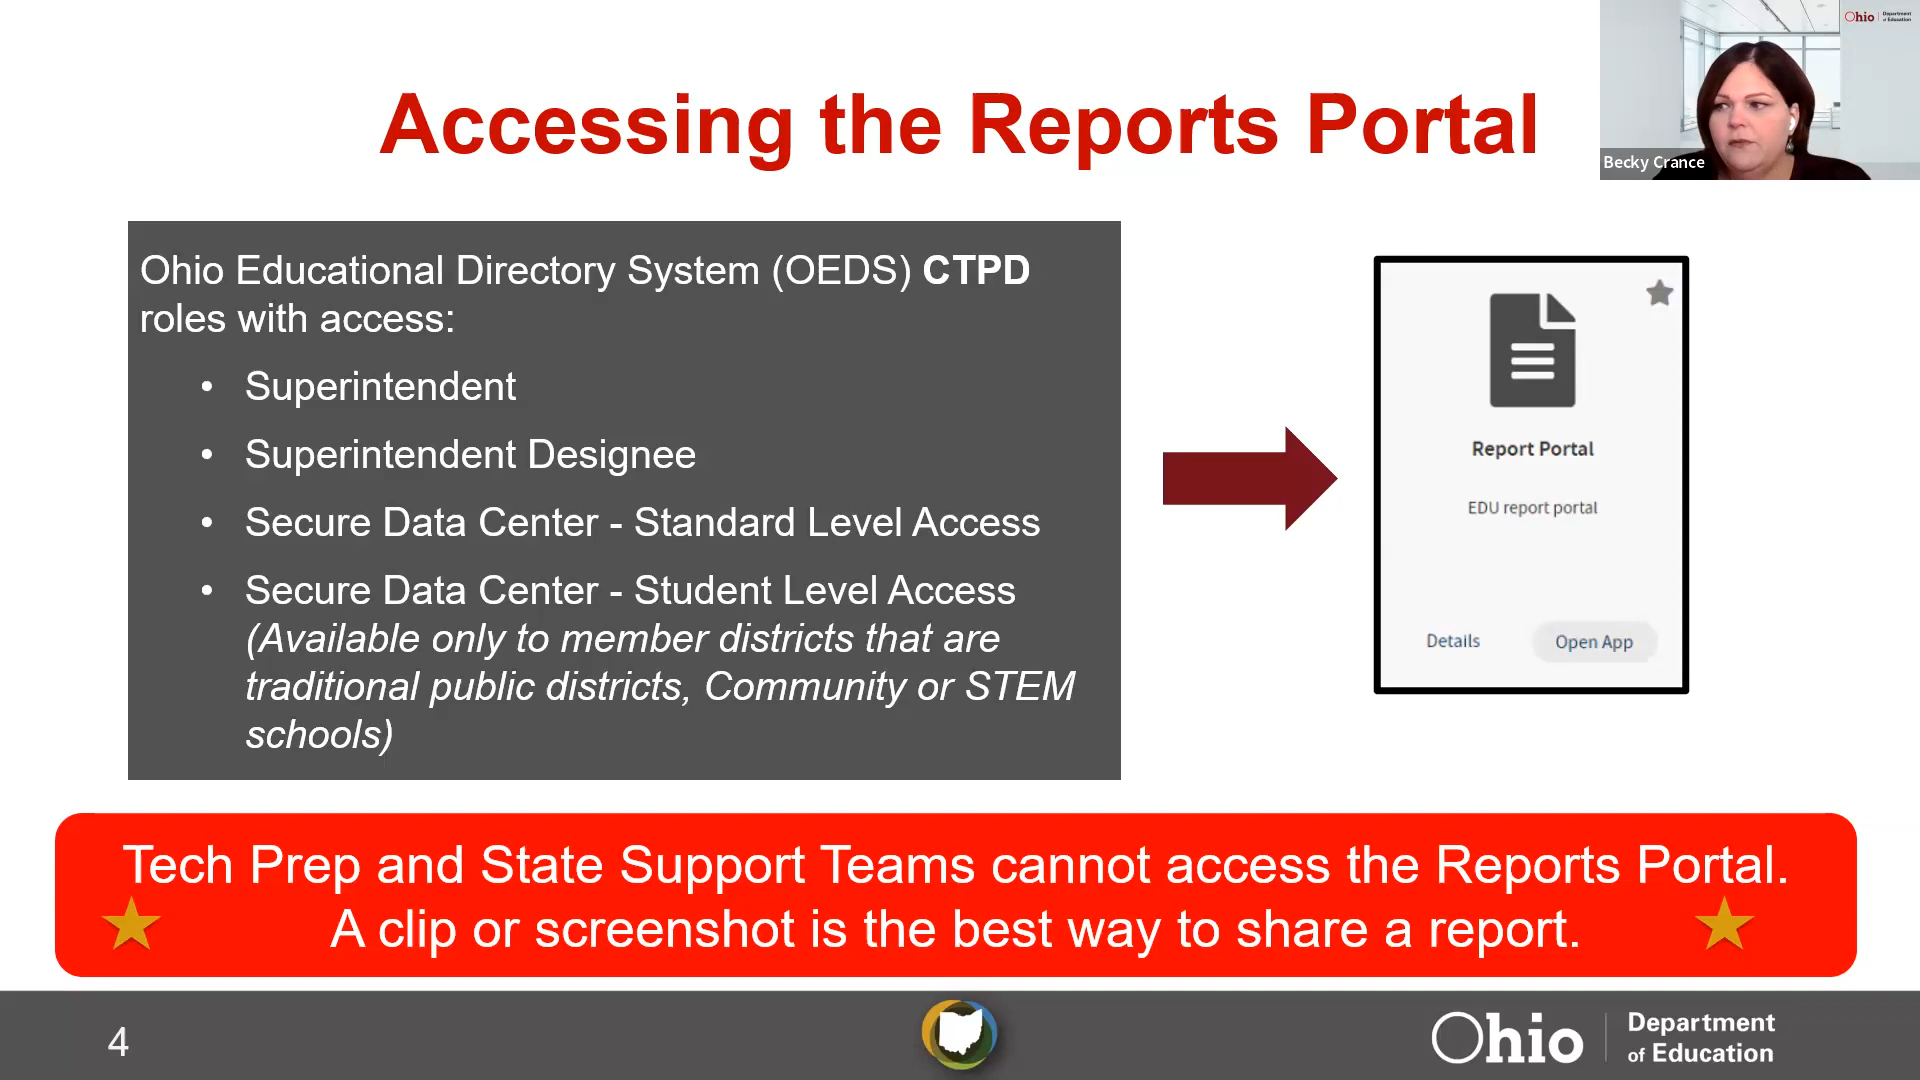 Accessing the Reports Portal
Ohio Department of Education
Becky Crance
Ohio Educational Directory System (OEDS) CTPD
roles with access:
• Superintendent
• Superintendent Designee
• Secure Data Center - Standard Level Access
• Secure Data Center - Student Level Access
(Available only to member districts that are
traditional public districts, Community or STEM
schools)
Report Portal
EDU report portal
Details
Open App
Tech Prep and State Support Teams cannot access the Reports Portal.
A clip or screenshot is the best way to share a report.
4
Ohio
Department
of Education